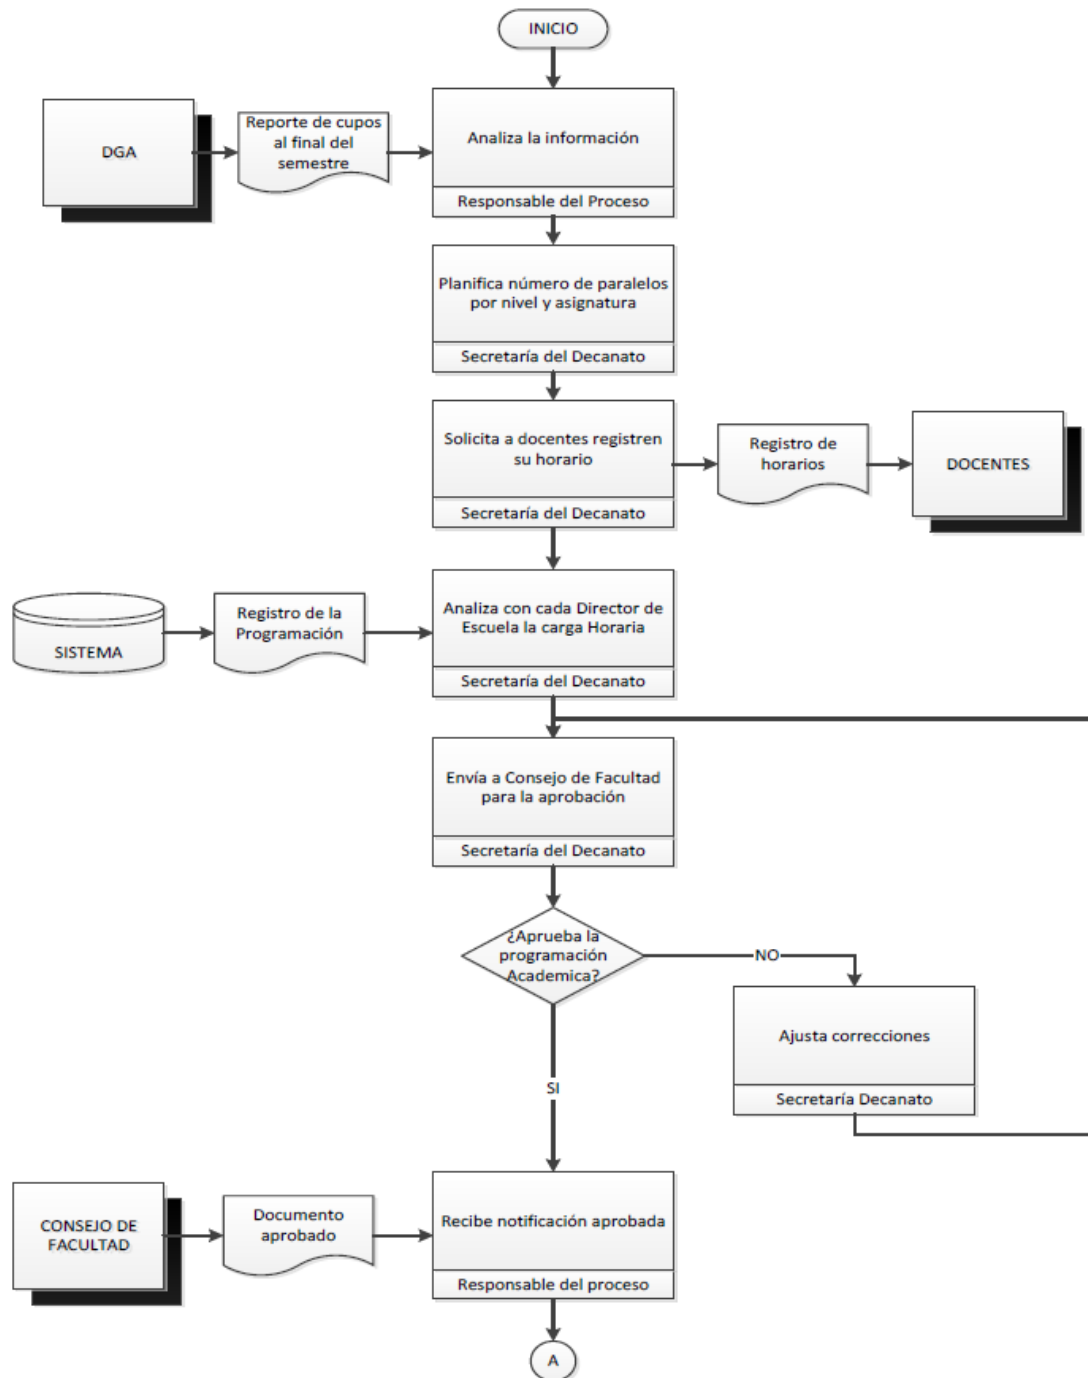 INICIO
DGA
Reporte de cupos
al final del
semestre
Analiza la información
Responsable del Proceso
Planifica número de paralelos
por nivel y asignatura
Secretaría del Decanato
Solicita a docentes registren
su horario
Secretaría del Decanato
Registro de
horarios
DOCENTES
SISTEMA
Registro de la
Programación
Analiza con cada Director de
Escuela la carga Horaria
Secretaría del Decanato
Envía a Consejo de Facultad
para la aprobación
Secretaría del Decanato
¿Aprueba la
programación
Academica?
NO
Ajusta correcciones
Secretaría Decanato
SI
CONSEJO DE
FACULTAD
Documento
aprobado
Recibe notificación aprobada
Responsable del proceso
A